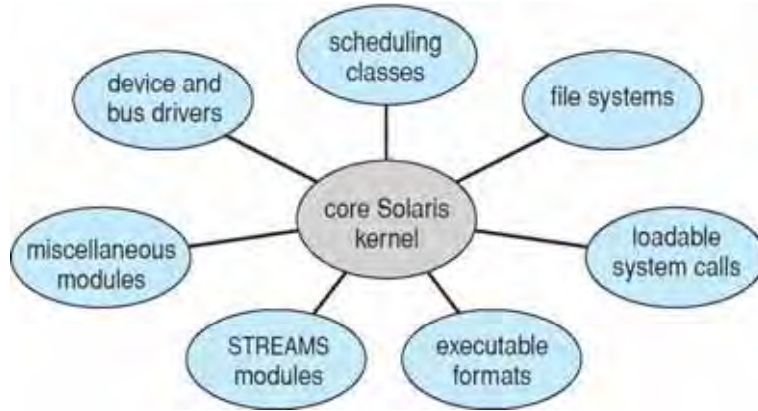 scheduling
classes
device and
bus drivers
file systems
core Solaris
kernel
miscellaneous
modules
loadable
system calls
STREAMS
modules
executable
formats